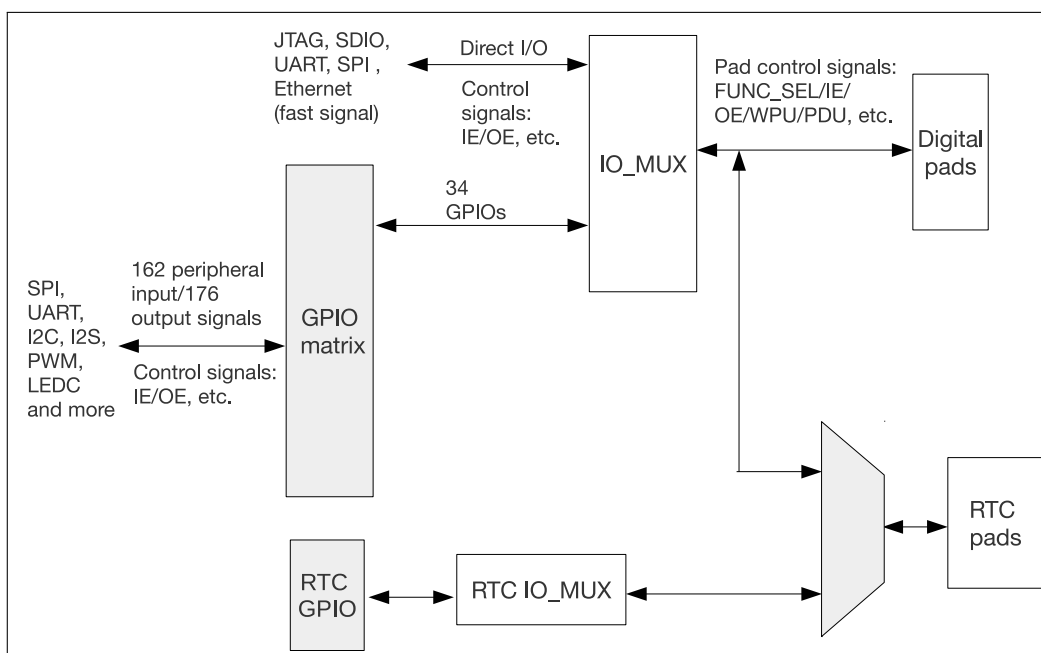 JTAG, SDIO,
UART, SPI ,
Ethernet
(fast signal)
Direct I/O
Control
signals:
IE/OE, etc.
IO_MUX
Pad control signals:
FUNC_SEL/IE/
OE/WPU/PDU, etc.
Digital
pads
34
GPIOs
SPI,
UART,
I2C, I2S,
PWM,
LEDC
and more
162 peripheral
input/176
output signals
Control signals:
IE/OE, etc.
GPIO
matrix
RTC
GPIO
RTC IO_MUX
RTC
pads